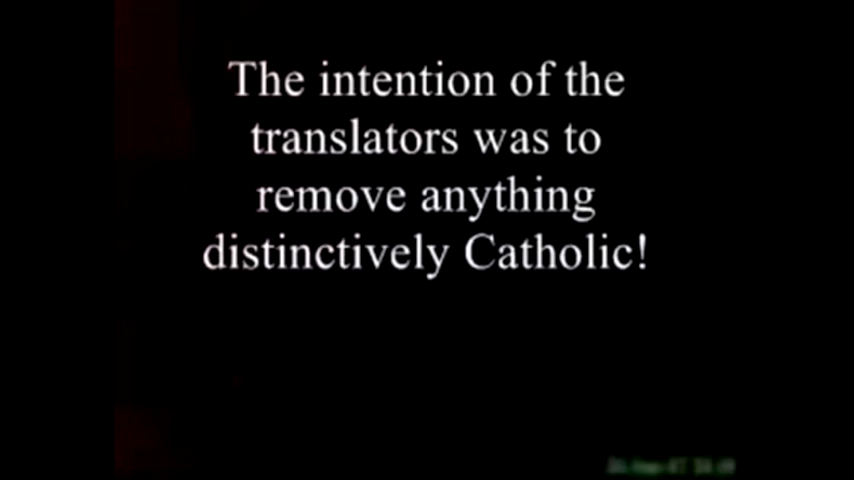 The intention of the
translators was to
remove anything
distinctively Catholic!